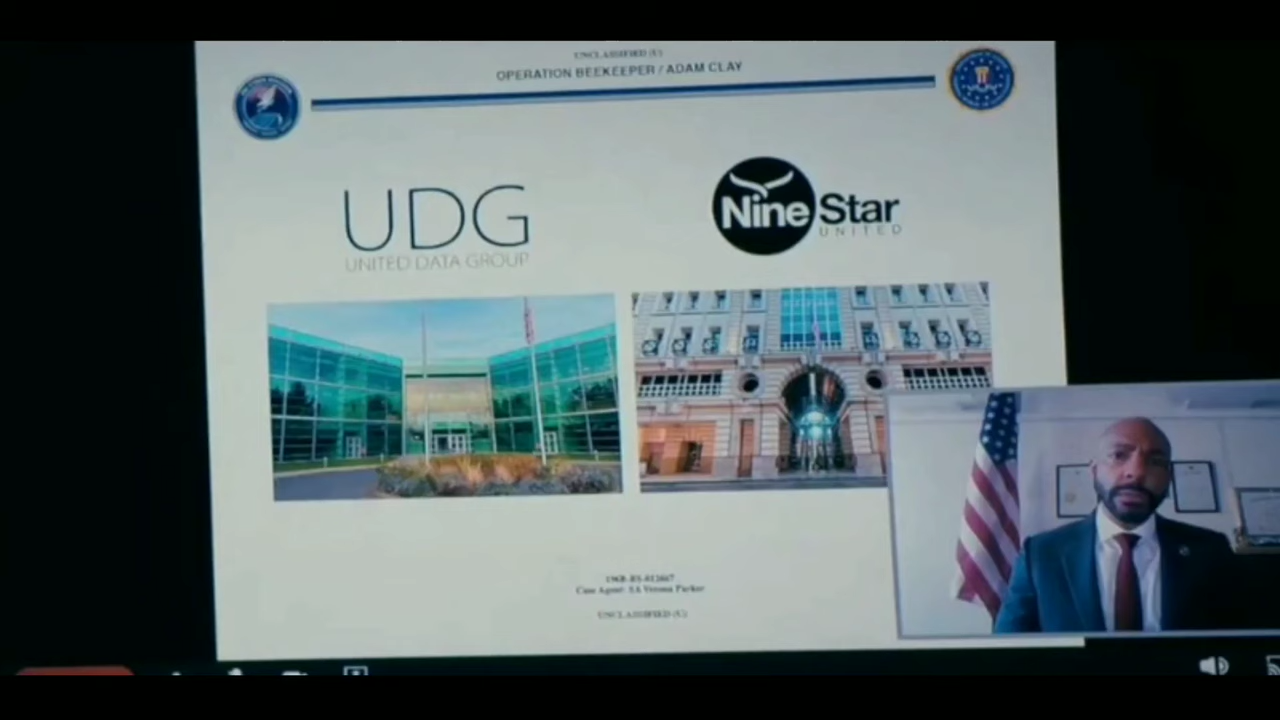 UNCLASSIFIED (U)
OPERATION BEEKEEPER / ADAM CLAY
UDG
UNITED DATA GROUP
Nine Star
UNITED
Case Agent: SA Verona Parker
UNCLASSIFIED (U)